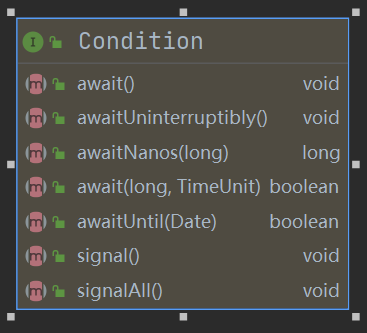 I Condition
m await() void
m awaitUninterruptibly() void
m awaitNanos(long) long
m await(long, TimeUnit) boolean
m awaitUntil(Date) boolean
m signal() void
m signalAll() void